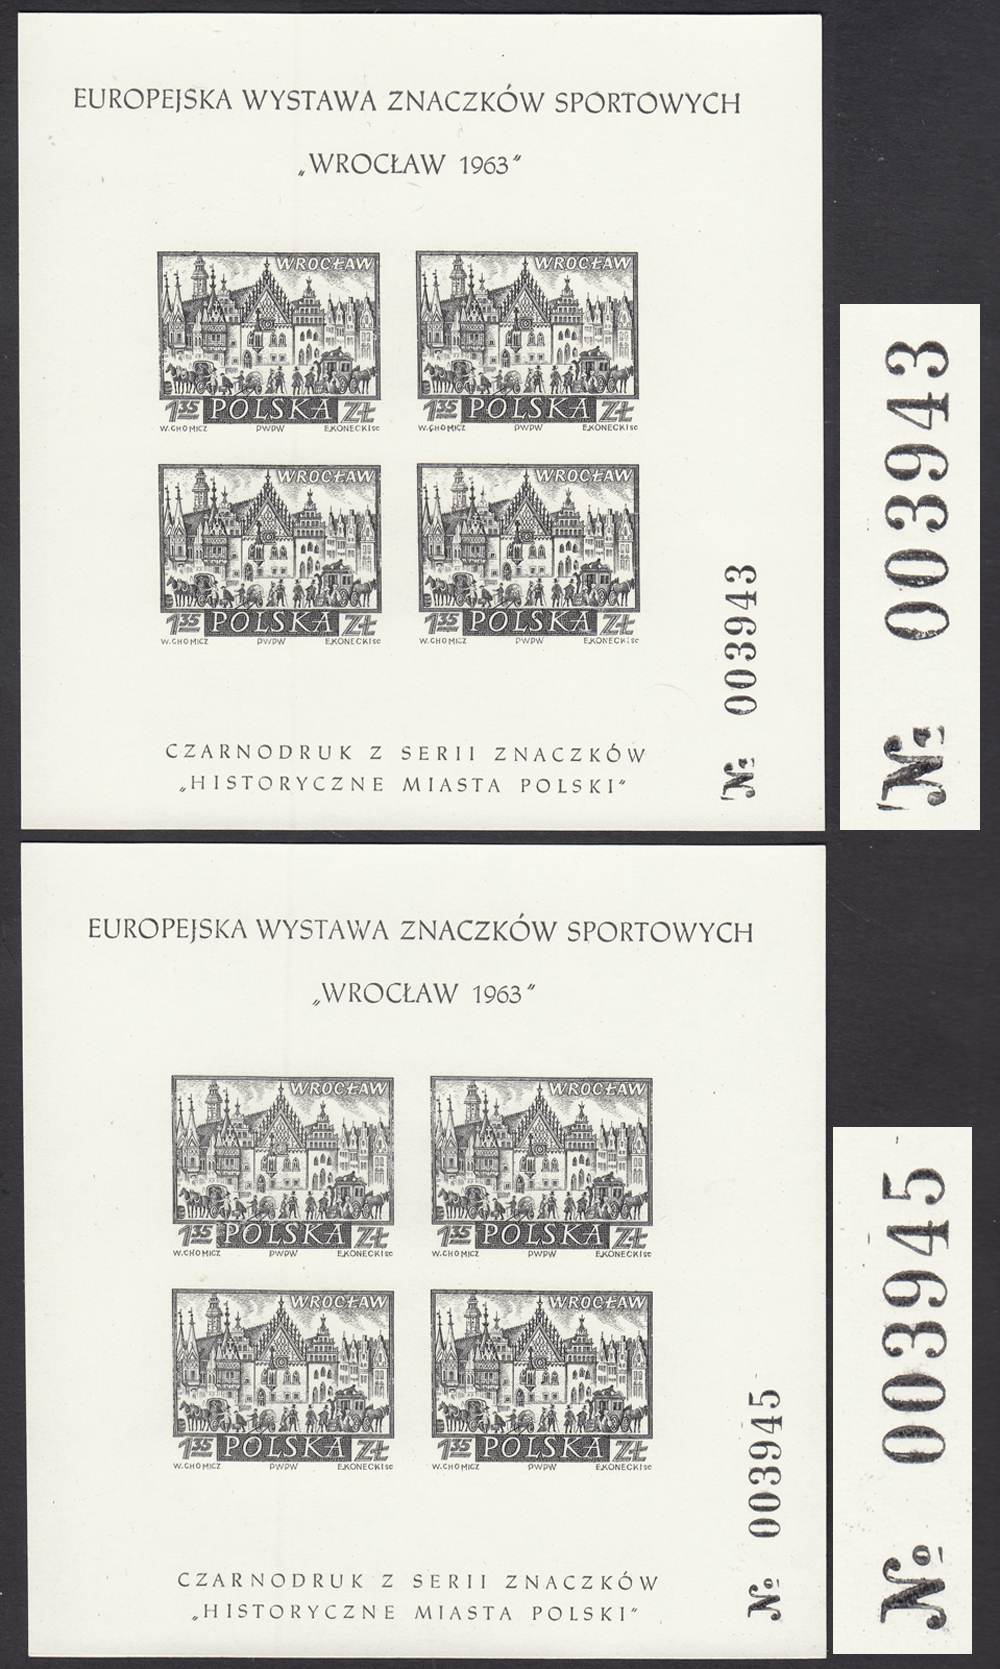 EUROPEJSKA WYSTAWA ZNACZKÓW SPORTOWYCH
„WROCŁAW 1963”
WROCŁAW
1.35 POLSKA ZŁ
W.CHOMICZ PWPW E.KONECKI sc
WROCŁAW
1.35 POLSKA ZŁ
W.CHOMICZ PWPW E.KONECKI sc
WROCŁAW
1.35 POLSKA ZŁ
W.CHOMICZ PWPW E.KONECKI sc
WROCŁAW
1.35 POLSKA ZŁ
W.CHOMICZ PWPW E.KONECKI sc
CZARNODRUK Z SERII ZNACZKÓW
„HISTORYCZNE MIASTA POLSKI”
№ 003943
№ 003943
EUROPEJSKA WYSTAWA ZNACZKÓW SPORTOWYCH
„WROCŁAW 1963”
WROCŁAW
1.35 POLSKA ZŁ
W.CHOMICZ PWPW E.KONECKI sc
WROCŁAW
1.35 POLSKA ZŁ
W.CHOMICZ PWPW E.KONECKI sc
WROCŁAW
1.35 POLSKA ZŁ
W.CHOMICZ PWPW E.KONECKI sc
WROCŁAW
1.35 POLSKA ZŁ
W.CHOMICZ PWPW E.KONECKI sc
CZARNODRUK Z SERII ZNACZKÓW
„HISTORYCZNE MIASTA POLSKI”
№ 003945
№ 003945